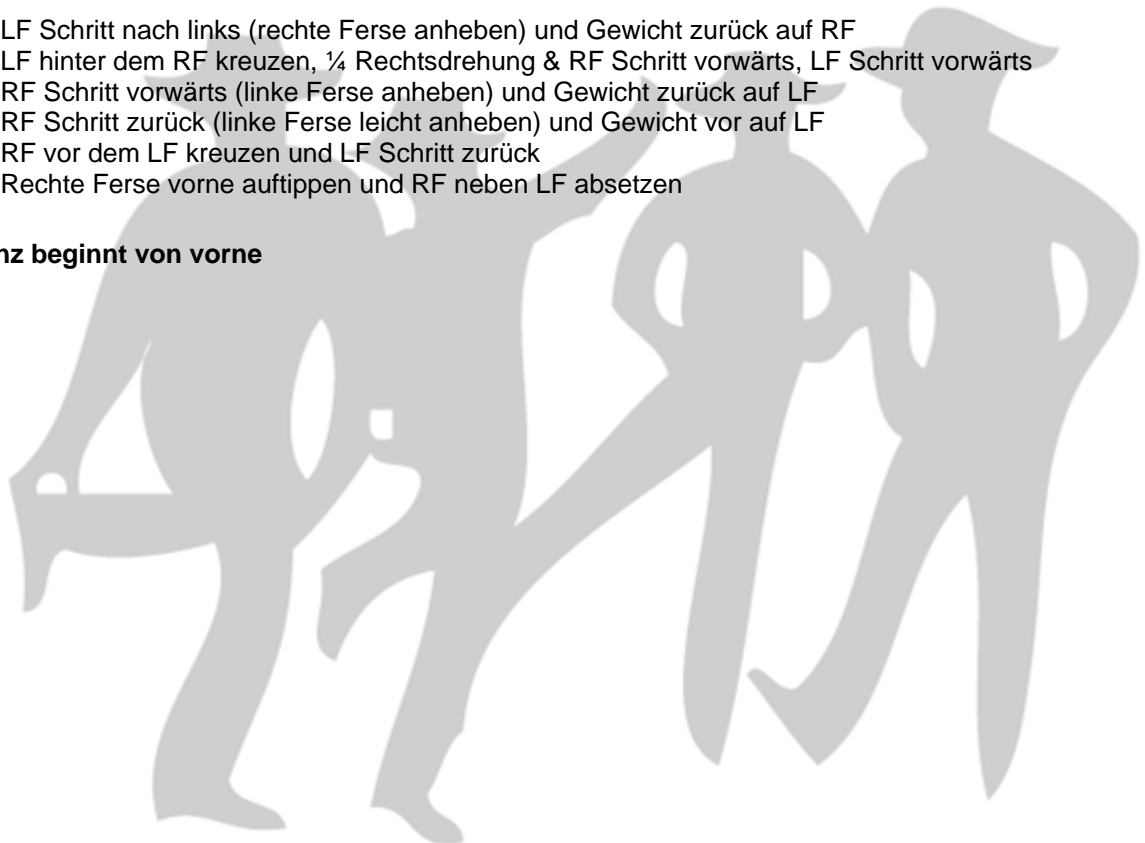 LF Schritt nach links (rechte Ferse anheben) und Gewicht zurück auf RF
LF hinter dem RF kreuzen, ¼ Rechtsdrehung & RF Schritt vorwärts, LF Schritt vorwärts
RF Schritt vorwärts (linke Ferse anheben) und Gewicht zurück auf LF
RF Schritt zurück (linke Ferse leicht anheben) und Gewicht vor auf LF
RF vor dem LF kreuzen und LF Schritt zurück
Rechte Ferse vorne auftippen und RF neben LF absetzen
nz beginnt von vorne